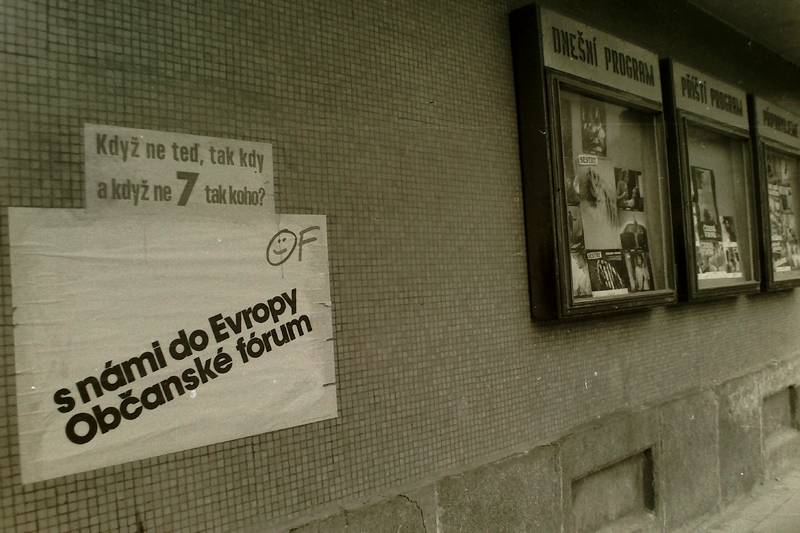 Když ne teď, tak kdy
a když ne 7 tak koho?
OF
s námi do Evropy
Občanské fórum
DNEŠNÍ PROGRAM
PŘÍŠTÍ PROGRAM